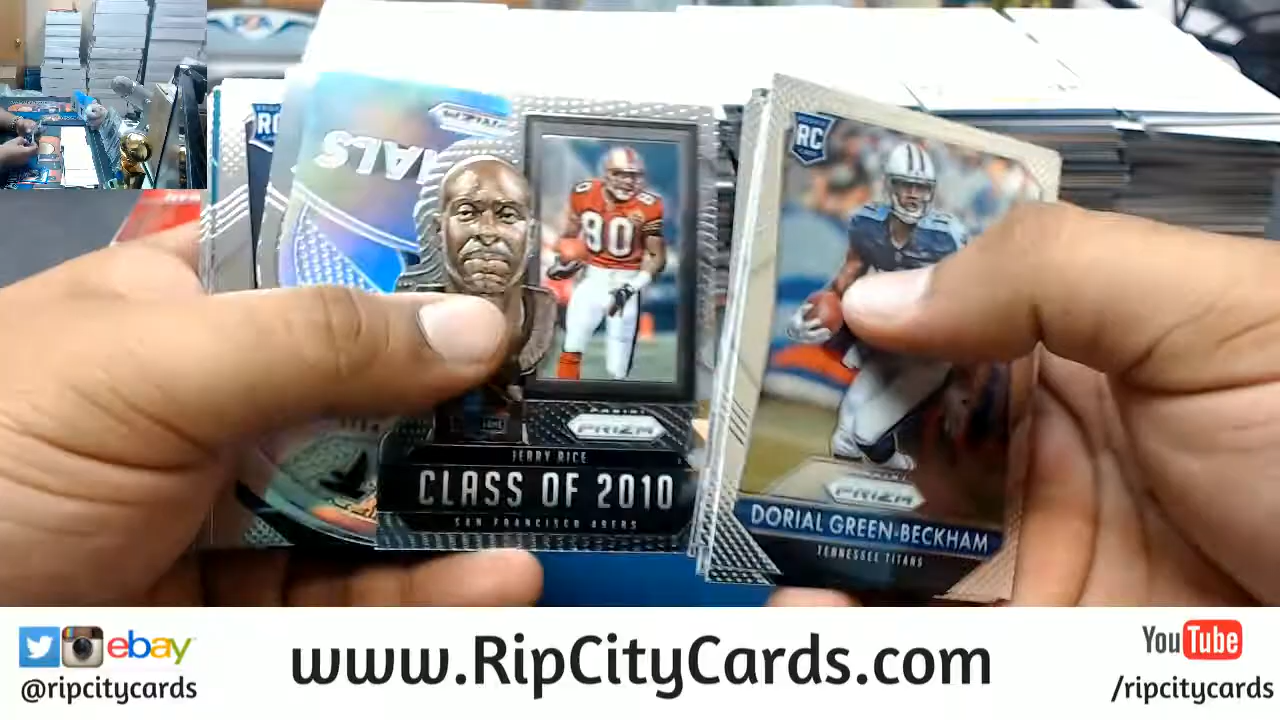 RC
RC
PRIZM
80
PANINI
PRIZM
JERRY RICE
CLASS OF 2010
SAN FRANCISCO 49ERS
PRIZM
DORIAL GREEN-BECKHAM
TENNESSEE TITANS
ebay
@ripcitycards
www.RipCityCards.com
YouTube
/ripcitycards